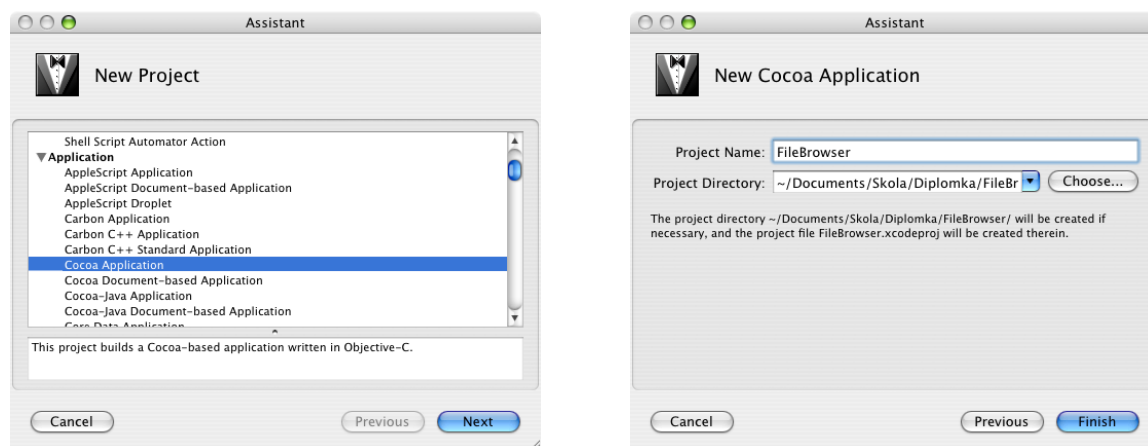 Assistant
New Project
Shell Script Automator Action
Application
AppleScript Application
AppleScript Document-based Application
AppleScript Droplet
Carbon Application
Carbon C++ Application
Carbon C++ Standard Application
Cocoa Application
Cocoa Document-based Application
Cocoa-Java Application
Cocoa-Java Document-based Application
Core Data Application
This project builds a Cocoa-based application written in Objective-C.
Cancel
Previous
Next
Assistant
New Cocoa Application
Project Name: FileBrowser
Project Directory: ~/Documents/Skola/Diplomka/FileBr Choose...
The project directory ~/Documents/Skola/Diplomka/FileBrowser/ will be created if
necessary, and the project file FileBrowser.xcodeproj will be created therein.
Cancel
Previous
Finish